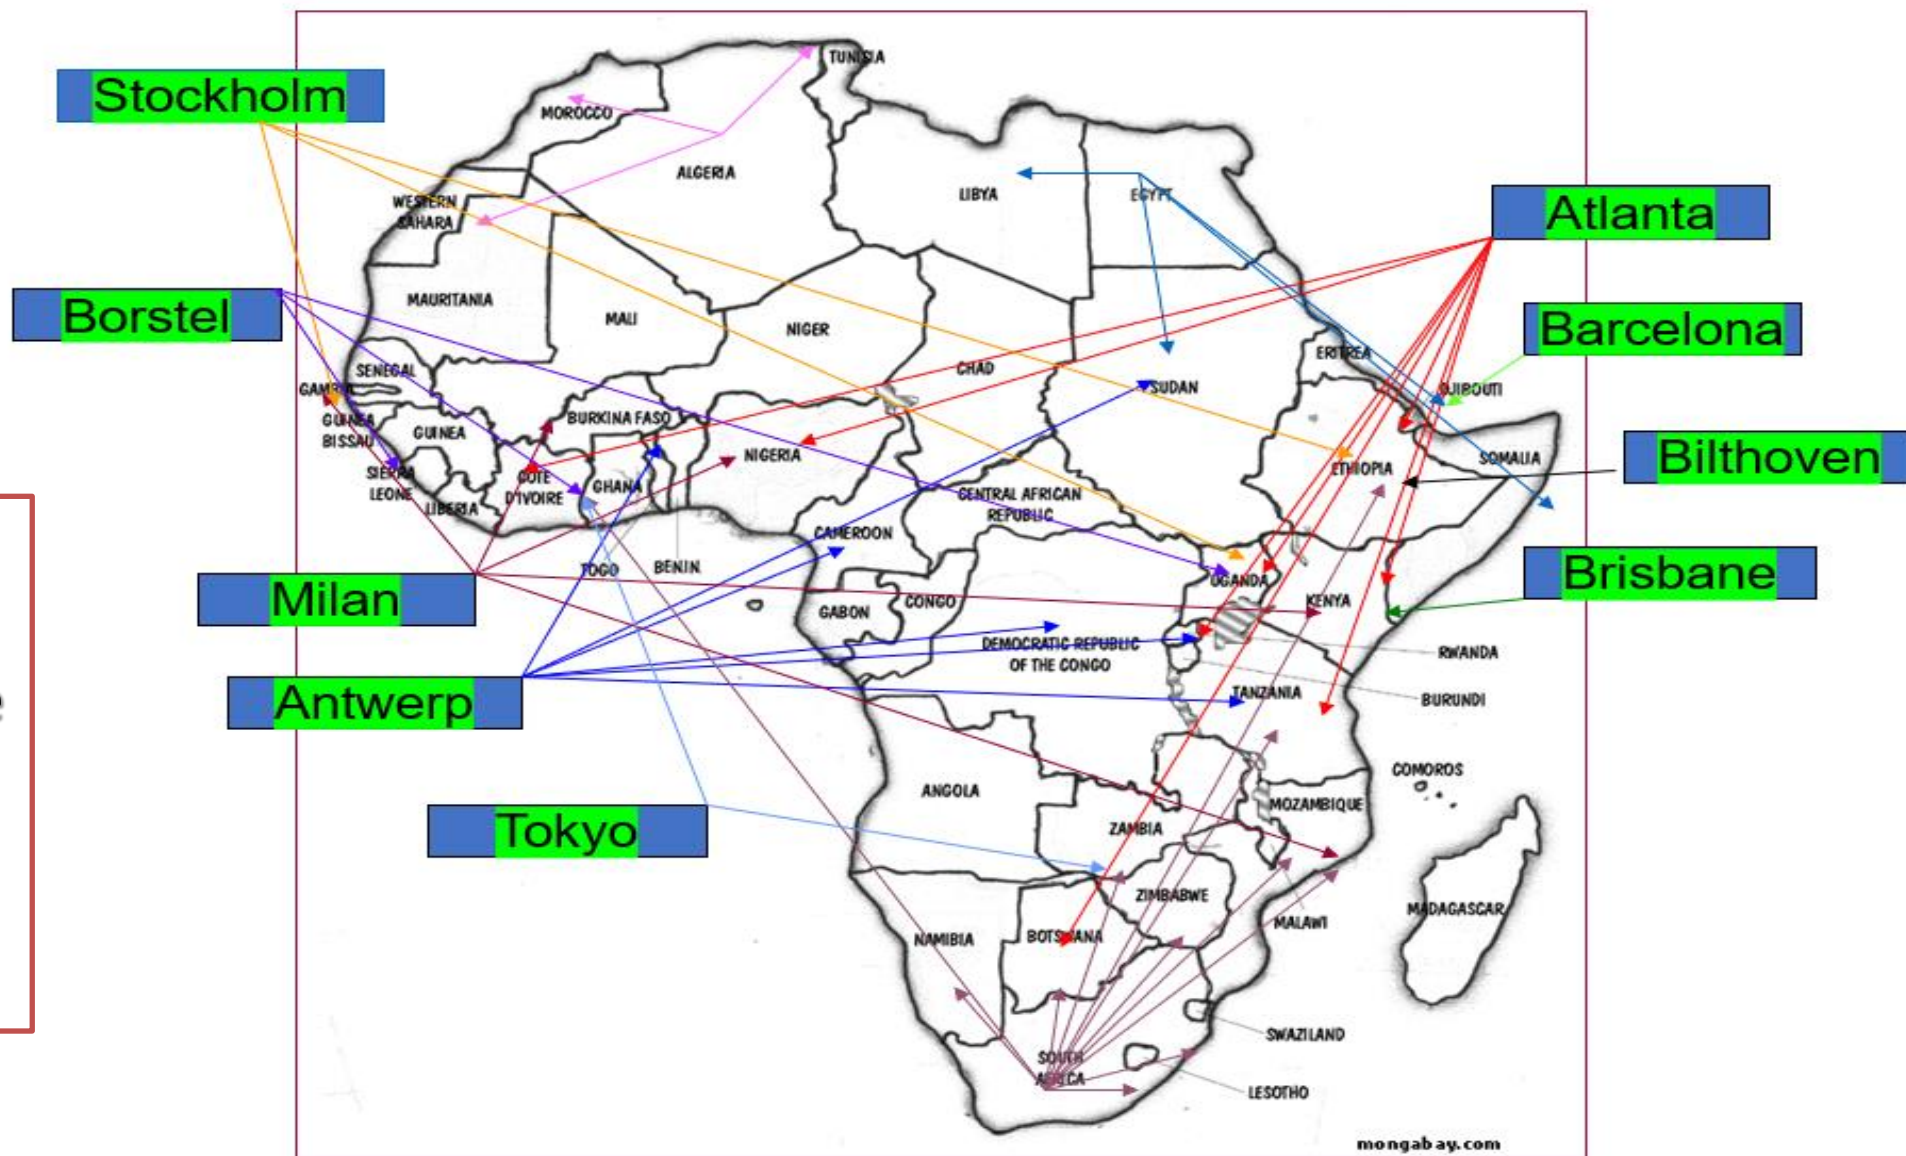 Stockholm
TUNISIA
MOROCCO
ALGERIA
WESTERN
SAHARA
LIBYA
EGYPT
Atlanta
Borstel
MAURITANIA
MALI
NIGER
CHAD
SUDAN
ERITREA
Barcelona
DJIBOUTI
SENEGAL
GAMBIA
GUINEA
BISSAU
GUINEA
BURKINA FASO
SIERRA
LEONE
LIBERIA
COTE
D'IVOIRE
GHANA
NIGERIA
ETHIOPIA
SOMALIA
Bilthoven
CENTRAL AFRICAN
REPUBLIC
CAMEROON
TOGO
BENIN
Milan
GABON
CONGO
UGANDA
KENYA
Brisbane
DEMOCRATIC REPUBLIC
OF THE CONGO
RWANDA
BURUNDI
TANZANIA
Antwerp
e
COMOROS
ANGOLA
MOZAMBIQUE
Tokyo
ZAMBIA
ZIMBABWE
MALAWI
MADAGASCAR
NAMIBIA
BOTSWANA
SWAZILAND
SOUTH
AFRICA
LESOTHO
mongabay.com